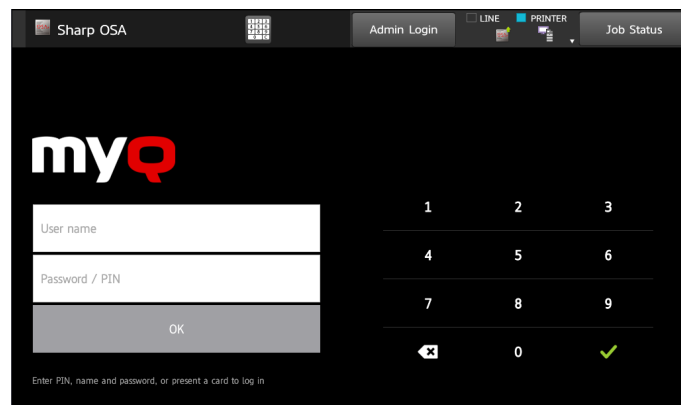 Sharp OSA
Admin Login
LINE
PRINTER
Job Status
myQ
User name
Password / PIN
OK
Enter PIN, name and password, or present a card to log in
1 2 3
4 5 6
7 8 9
0